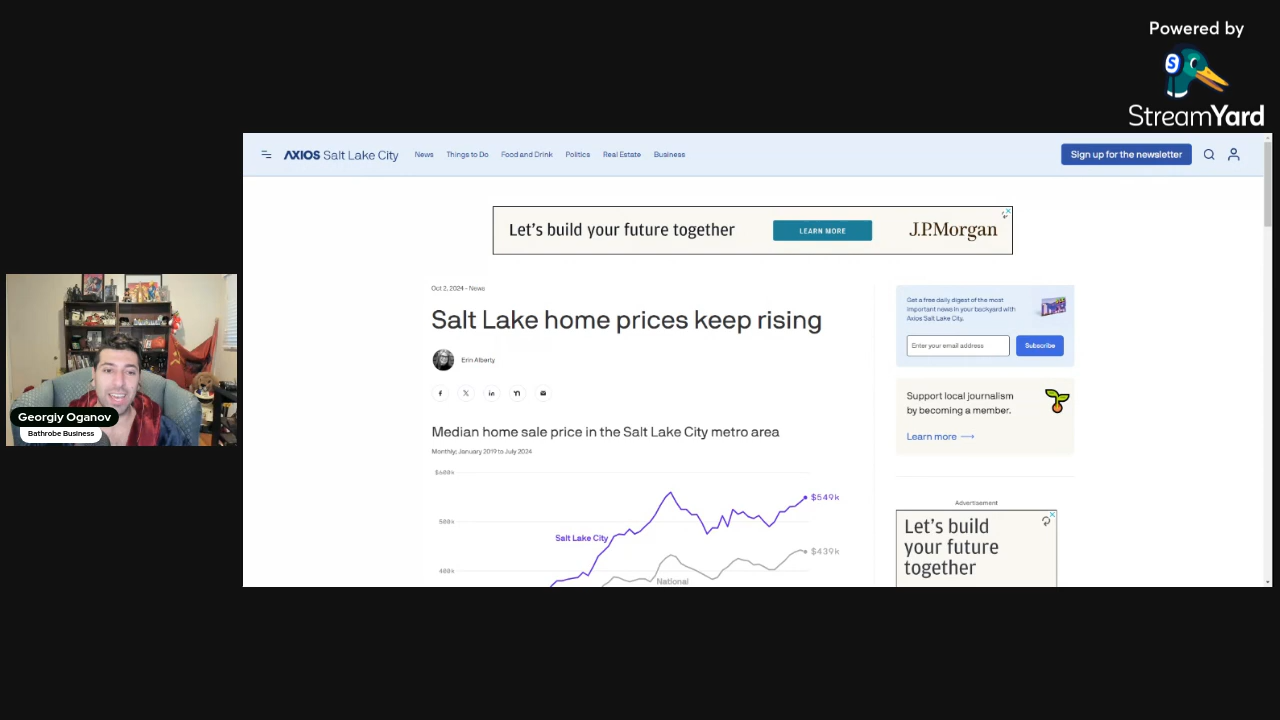 Powered by
S
StreamYard
AXIOS Salt Lake City
News
Things to Do
Food and Drink
Politics
Real Estate
Business
Sign up for the newsletter
Let's build your future together
LEARN MORE
J.P.Morgan
Oct 2, 2024 - News
Salt Lake home prices keep rising
Erin Alberty
Median home sale price in the Salt Lake City metro area
Monthly; January 2019 to July 2024
$600k
$549k
500k
Salt Lake City
$439k
400k
National
Get a free daily digest of the most
important news in your backyard with
Axios Salt Lake City.
Enter your email address
Subscribe
Support local journalism
by becoming a member.
Learn more
Advertisement
Let's build
your future
together
Georgiy Oganov
Bathrobe Business